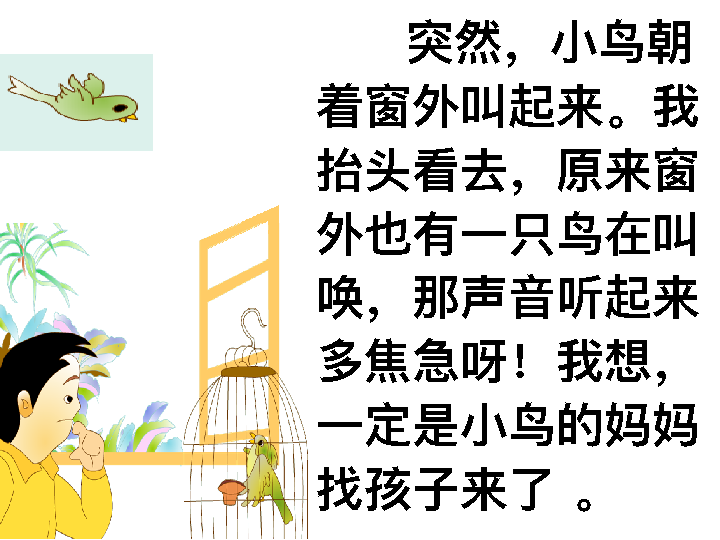 突然，小鸟朝
着窗外叫起来。我
抬头看去，原来窗
外也有一只鸟在叫
唤，那声音听起来
多焦急呀！我想，
一定是小鸟的妈妈
找孩子来了 。